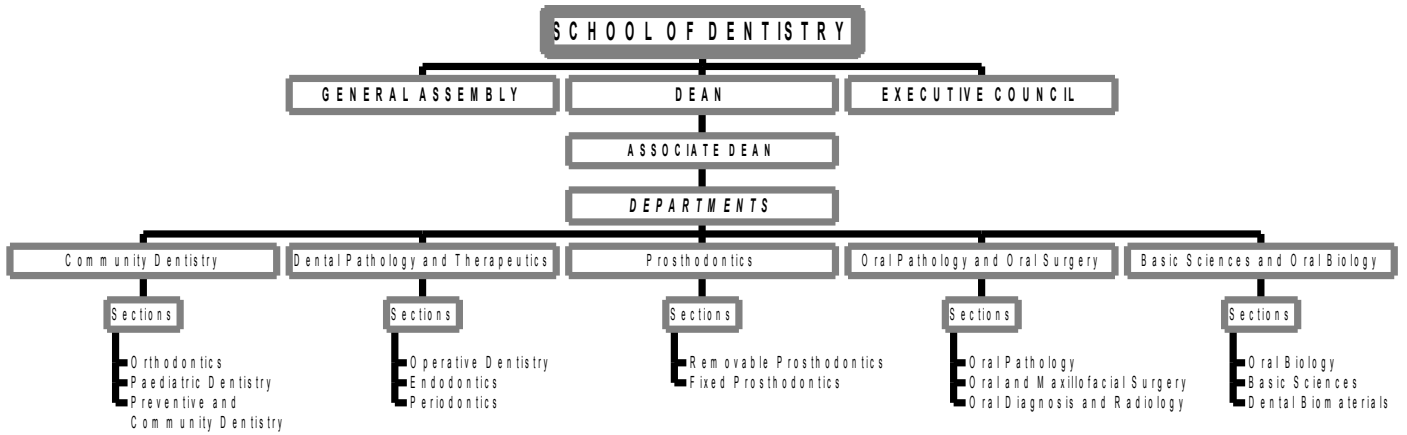 SCHOOL OF DENTISTRY
GENERAL ASSEMBLY
DEAN
EXECUTIVE COUNCIL
ASSOCIATE DEAN
DEPARTMENTS
Community Dentistry
Dental Pathology and Therapeutics
Prosthodontics
Oral Pathology and Oral Surgery
Basic Sciences and Oral Biology
Sections
Orthodontics
Paediatric Dentistry
Preventive and
Community Dentistry
Sections
Operative Dentistry
Endodontics
Periodontics
Sections
Removable Prosthodontics
Fixed Prosthodontics
Sections
Oral Pathology
Oral and Maxillofacial Surgery
Oral Diagnosis and Radiology
Sections
Oral Biology
Basic Sciences
Dental Biomaterials